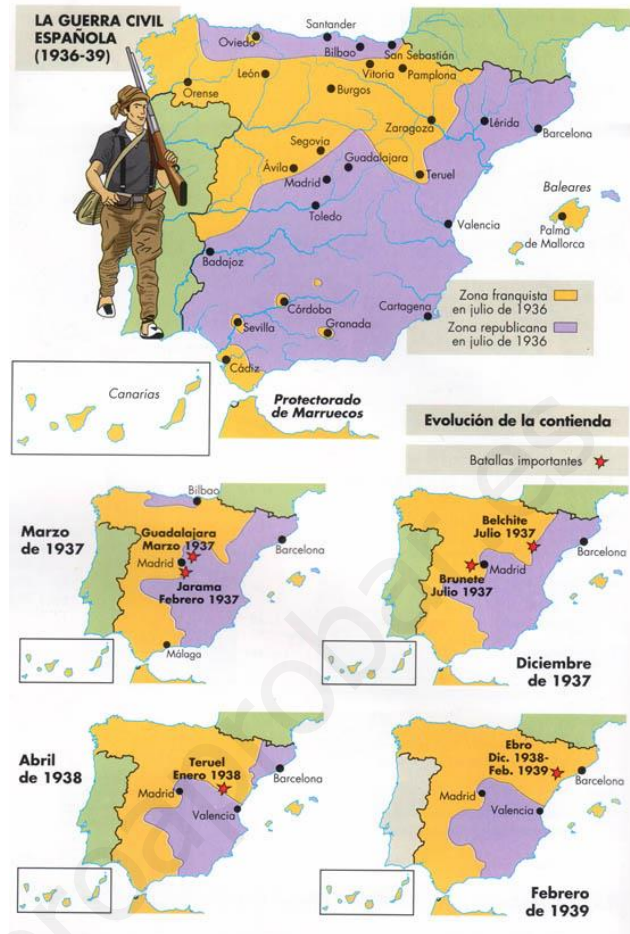 LA GUERRA CIVIL
ESPAÑOLA
(1936-39)
Santander
Oviedo
Bilbao
San Sebastián
León
Vitoria
Pamplona
Orense
Burgos
Zaragoza
Lérida
Barcelona
Segovia
Guadalajara
Ávila
Madrid
Teruel
Baleares
Toledo
Valencia
Palma
de Mallorca
Badajoz
Córdoba
Cartagena
Sevilla
Granada
Cádiz
Zona franquista
en julio de 1936
Zona republicana
en julio de 1936
Canarias
Protectorado
de Marruecos
Evolución de la contienda
Batallas importantes
Marzo
de 1937
Bilbao
Guadalajara
Marzo 1937
Barcelona
Madrid
Jarama
Febrero 1937
Málaga
Belchite
Julio 1937
Barcelona
Madrid
Brunete
Julio 1937
Diciembre
de 1937
Abril
de 1938
Teruel
Enero 1938
Barcelona
Madrid
Valencia
Ebro
Dic. 1938-
Feb. 1939
Barcelona
Madrid
Valencia
Febrero
de 1939